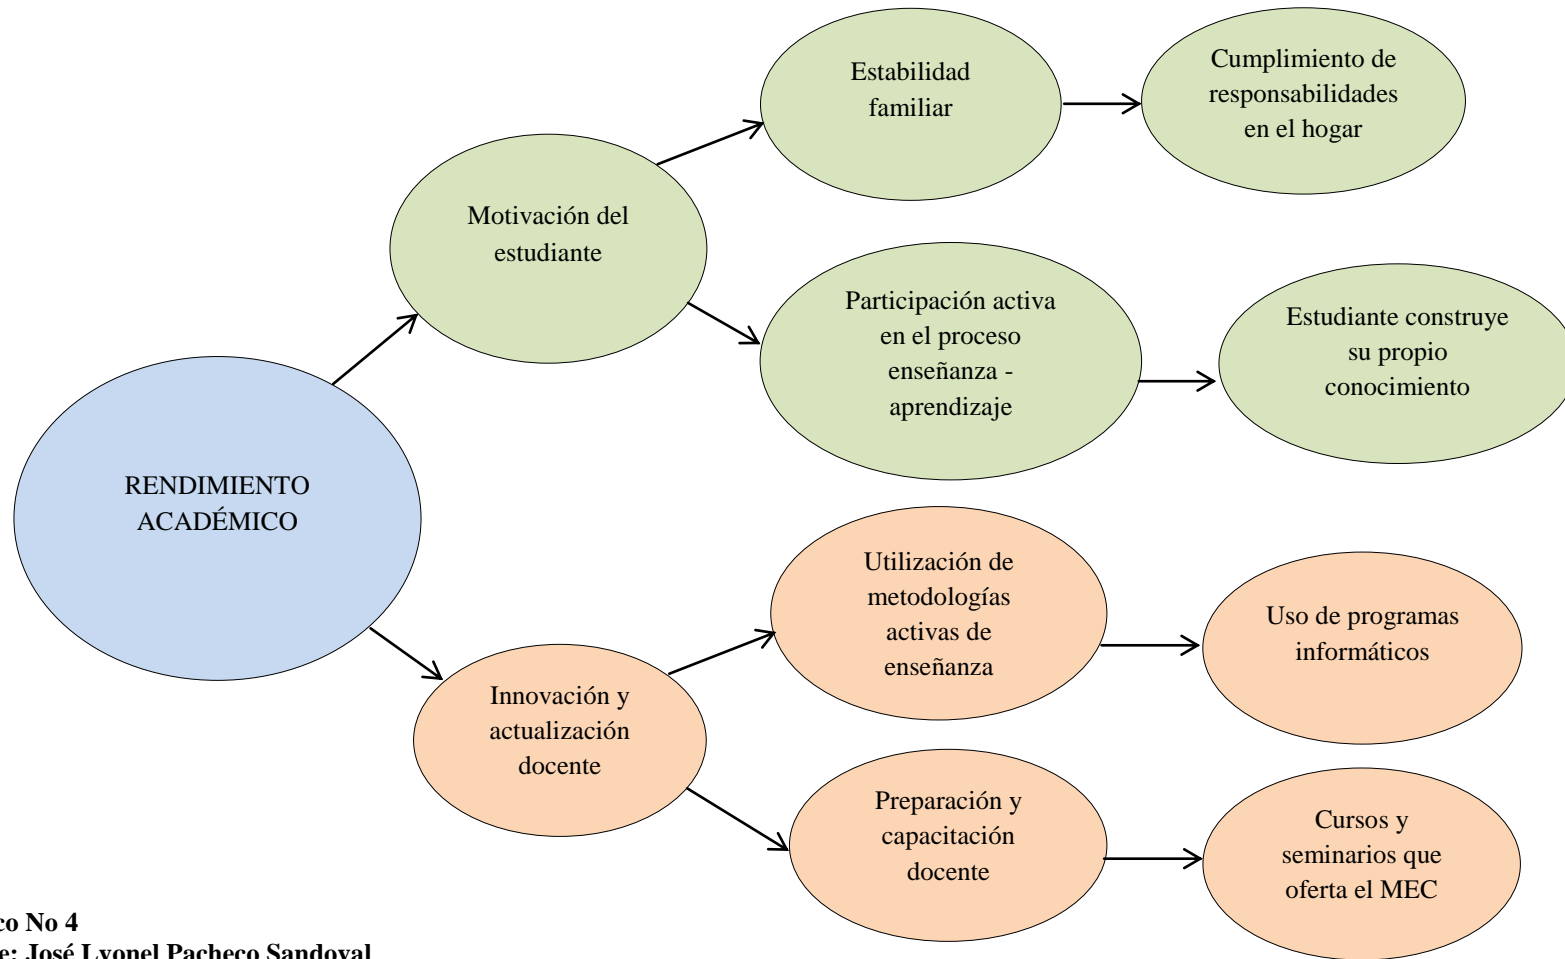 Estabilidad
familiar
Cumplimiento de
responsabilidades
en el hogar
Motivación del
estudiante
Participación activa
en el proceso
enseñanza -
aprendizaje
Estudiante construye
su propio
conocimiento
RENDIMIENTO
ACADÉMICO
Utilización de
metodologías
activas de
enseñanza
Uso de programas
informáticos
Innovación y
actualización
docente
Preparación y
capacitación
docente
Cursos y
seminarios que
oferta el MEC
co No 4
e: José Lyonel Pacheco Sandoval